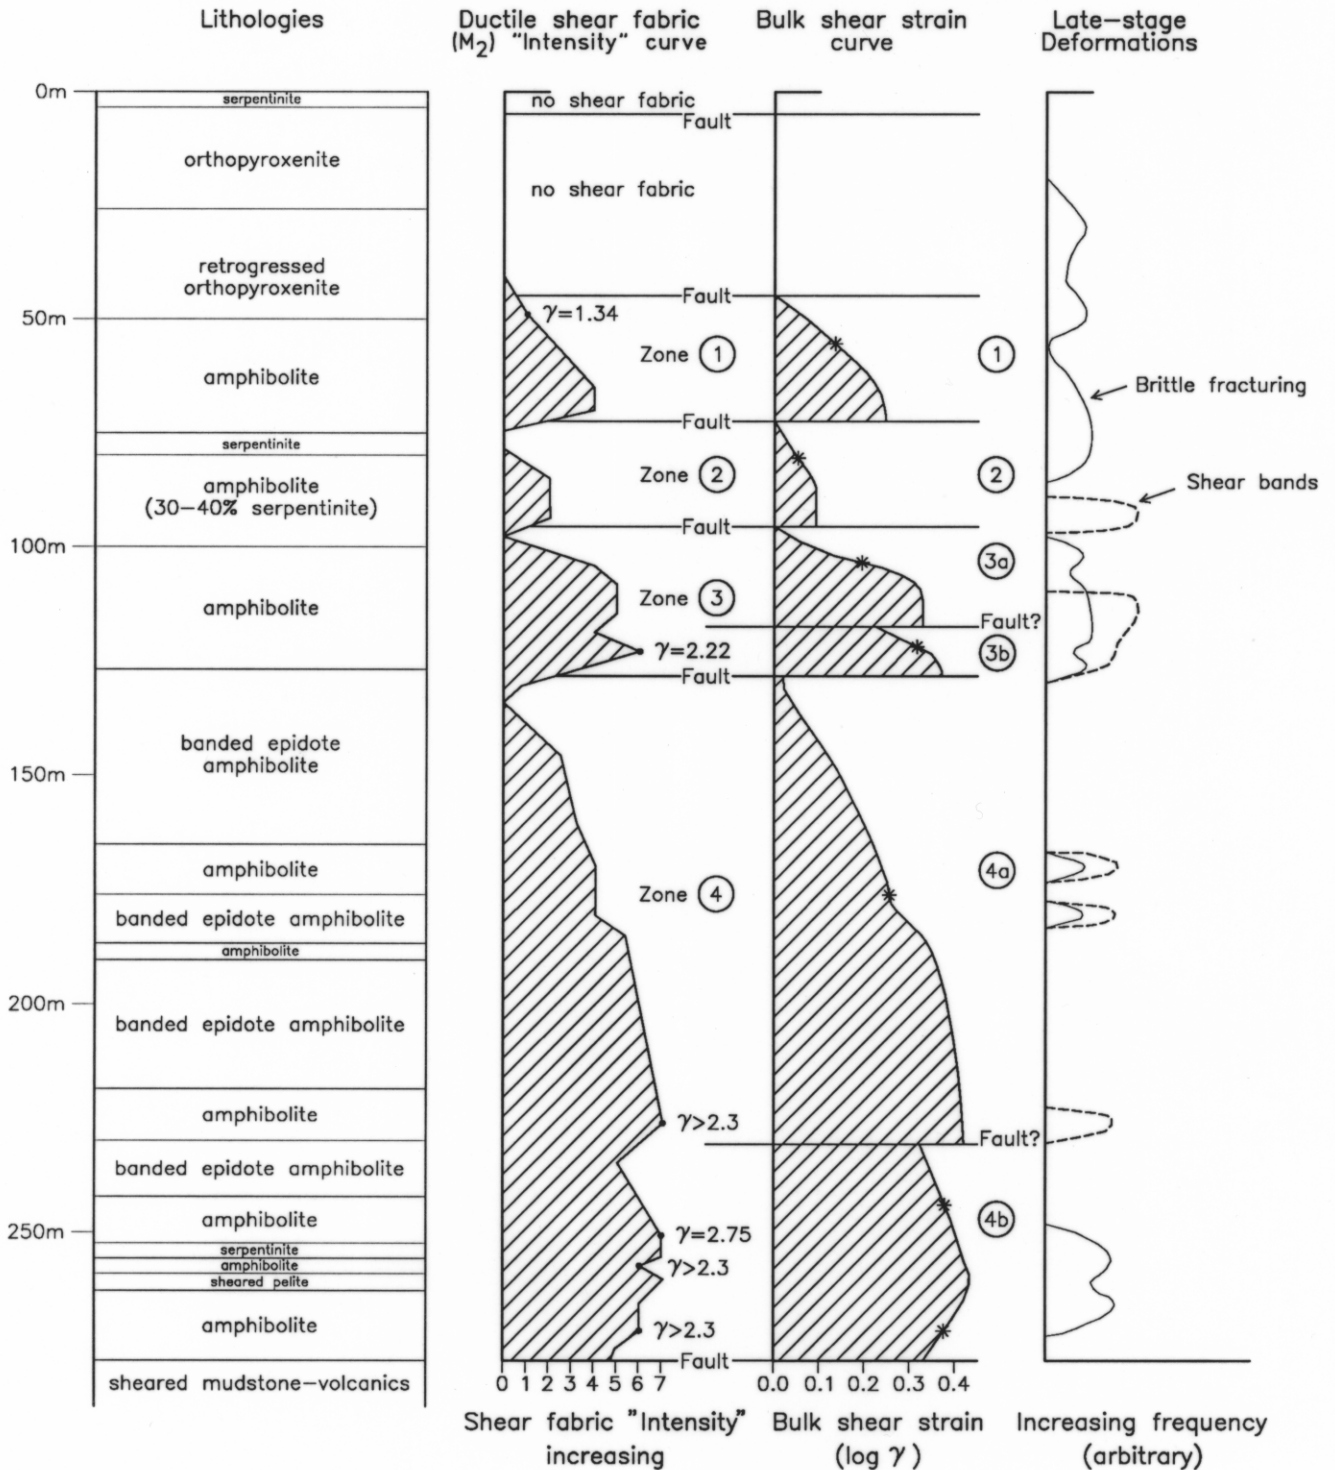 Lithologies
Ductile shear fabric
(M₂) "Intensity" curve
Bulk shear strain
curve
Late-stage
Deformations
0m
50m
100m
150m
200m
250m
serpentinite
orthopyroxenite
retrogressed
orthopyroxenite
amphibolite
serpentinite
amphibolite
(30-40% serpentinite)
amphibolite
banded epidote
amphibolite
amphibolite
banded epidote amphibolite
amphibolite
banded epidote amphibolite
amphibolite
banded epidote amphibolite
amphibolite
serpentinite
amphibolite
sheared pelite
amphibolite
sheared mudstone-volcanics
no shear fabric
Fault
no shear fabric
Fault
γ=1.34
Zone 1
Fault
Zone 2
Fault
Zone 3
γ=2.22
Fault
Zone 4
γ>2.3
γ=2.75
γ>2.3
γ>2.3
Fault
0 1 2 3 4 5 6 7
Shear fabric "Intensity"
increasing
1
2
3a
Fault?
3b
4a
Fault?
4b
0.0 0.1 0.2 0.3 0.4
Bulk shear strain
(log γ)
Brittle fracturing
Shear bands
Increasing frequency
(arbitrary)